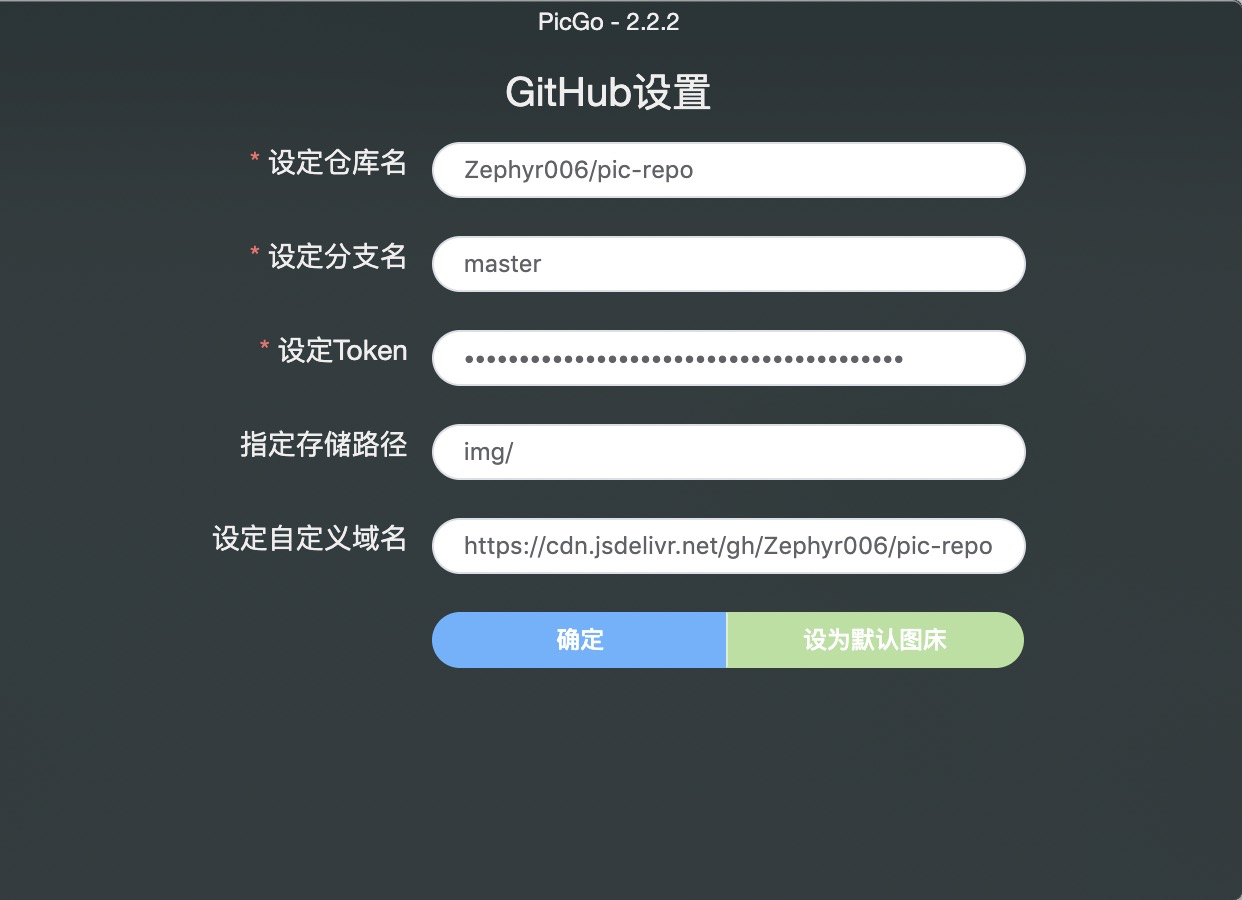 PicGo - 2.2.2
GitHub设置
* 设定仓库名 Zephyr006/pic-repo
* 设定分支名 master
* 设定Token ••••••••••••••••••••••••••••••••••••••••
指定存储路径 img/
设定自定义域名 https://cdn.jsdelivr.net/gh/Zephyr006/pic-repo
确定 设为默认图床